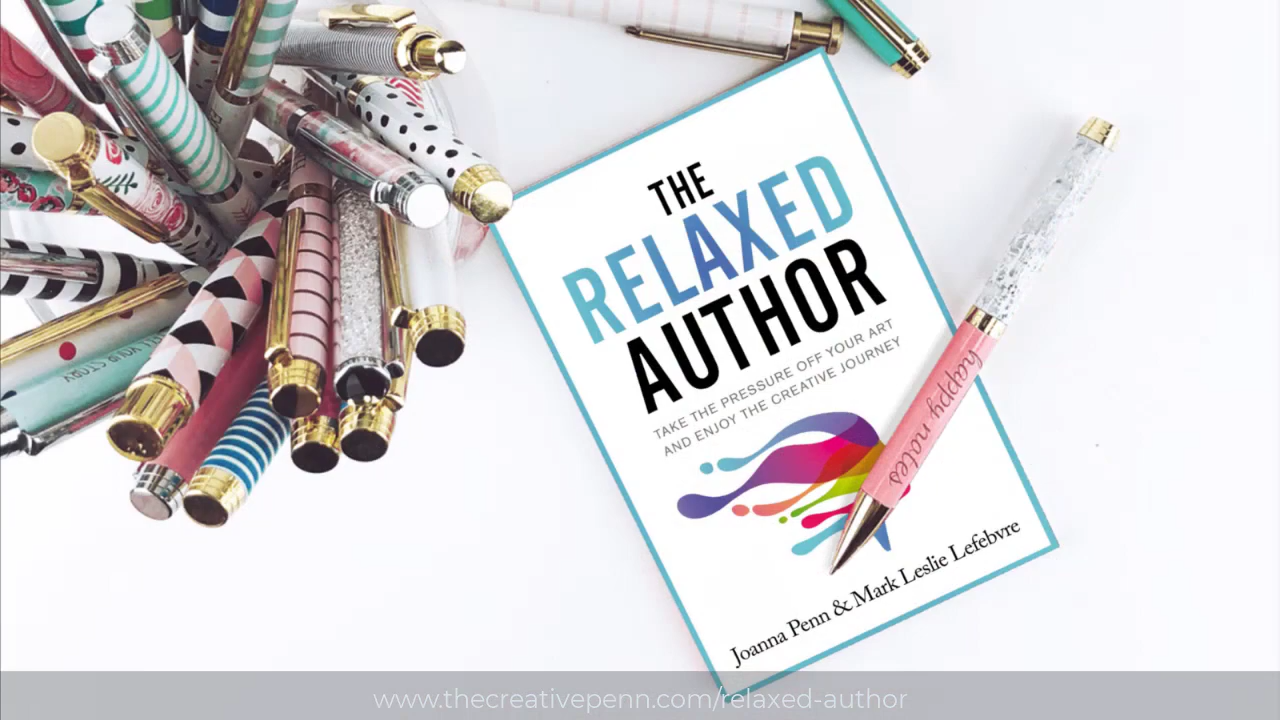 THE
RELAXED
AUTHOR
TAKE THE PRESSURE OFF YOUR ART
AND ENJOY THE CREATIVE JOURNEY
happy notes
Joanna Penn & Mark Leslie Lefebvre
www.thecreativepenn.com/relaxed-author